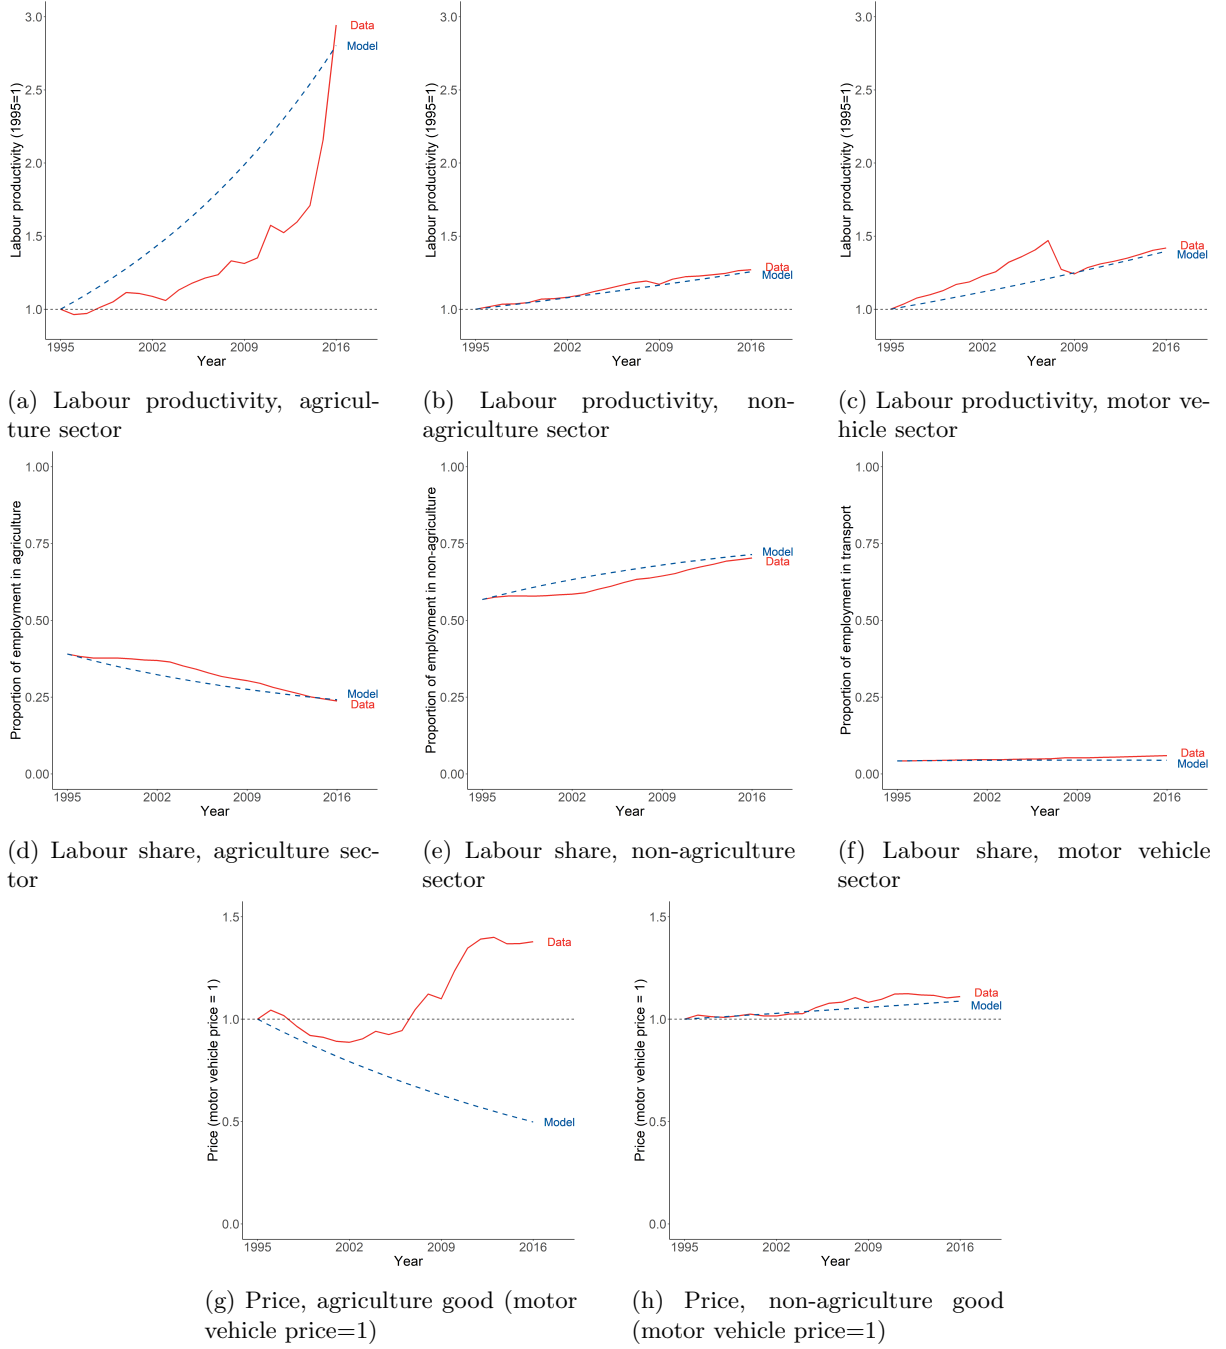 3.0
2.5
2.0
1.5
1.0
Labour productivity (1995=1)
Data
Model
1995 2002 2009 2016
Year
3.0
2.5
2.0
1.5
1.0
Labour productivity (1995=1)
Data
Model
1995 2002 2009 2016
Year
3.0
2.5
2.0
1.5
1.0
Labour productivity (1995=1)
Data
Model
1995 2002 2009 2016
Year
(a) Labour productivity, agricul-
ture sector
(b) Labour productivity, non-
agriculture sector
(c) Labour productivity, motor ve-
hicle sector
1.00
0.75
0.50
0.25
0.00
Proportion of employment in agriculture
Model
Data
1995 2002 2009 2016
Year
1.00
0.75
0.50
0.25
0.00
Proportion of employment in non-agriculture
Model
Data
1995 2002 2009 2016
Year
1.00
0.75
0.50
0.25
0.00
Proportion of employment in transport
Data
Model
1995 2002 2009 2016
Year
(d) Labour share, agriculture sec-
tor
(e) Labour share, non-agriculture
sector
(f) Labour share, motor vehicle
sector
1.5
1.0
0.5
0.0
Price (motor vehicle price = 1)
Data
Model
1995 2002 2009 2016
Year
1.5
1.0
0.5
0.0
Price (motor vehicle price = 1)
Data
Model
1995 2002 2009 2016
Year
(g) Price, agriculture good (motor
vehicle price=1)
(h) Price, non-agriculture good
(motor vehicle price=1)